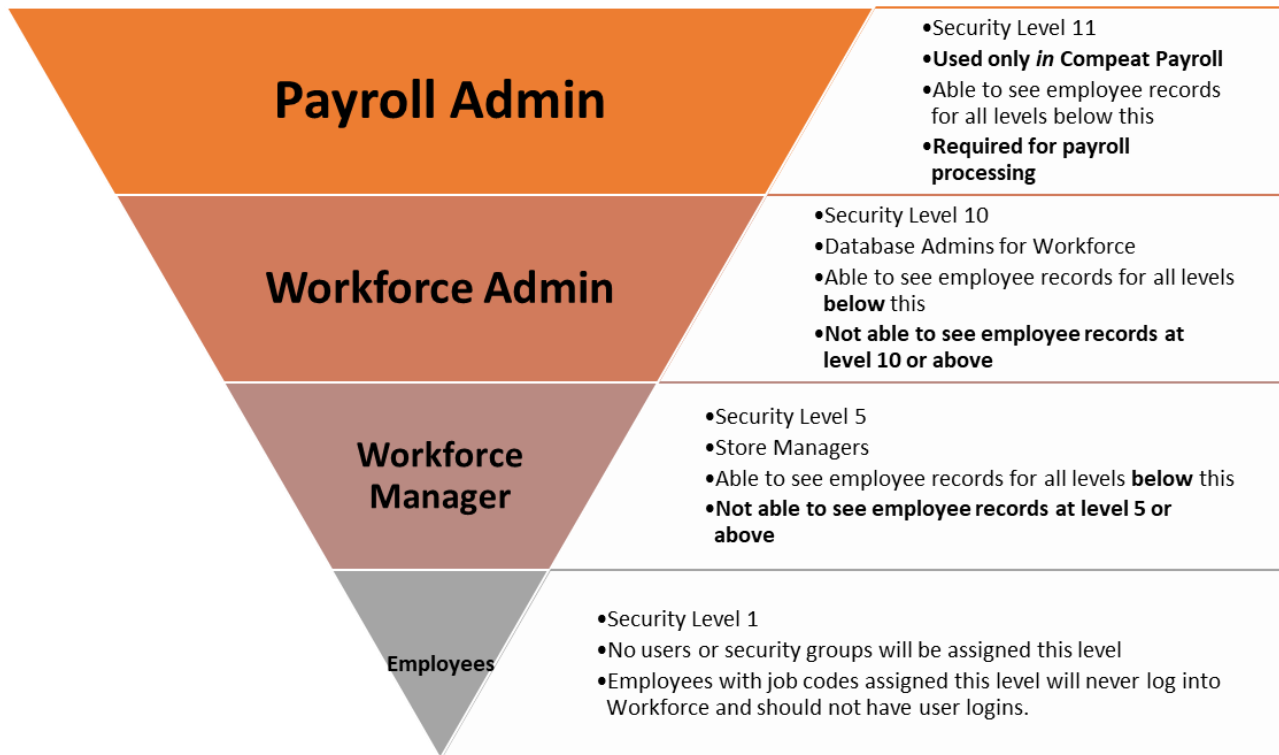 Payroll Admin
•Security Level 11
•Used only in Compeat Payroll
•Able to see employee records
for all levels below this
•Required for payroll
processing
Workforce Admin
•Security Level 10
•Database Admins for Workforce
•Able to see employee records for all levels
below this
•Not able to see employee records at
level 10 or above
Workforce
Manager
•Security Level 5
•Store Managers
•Able to see employee records for all levels below this
•Not able to see employee records at level 5 or
above
Employees
•Security Level 1
•No users or security groups will be assigned this level
•Employees with job codes assigned this level will never log into
Workforce and should not have user logins.